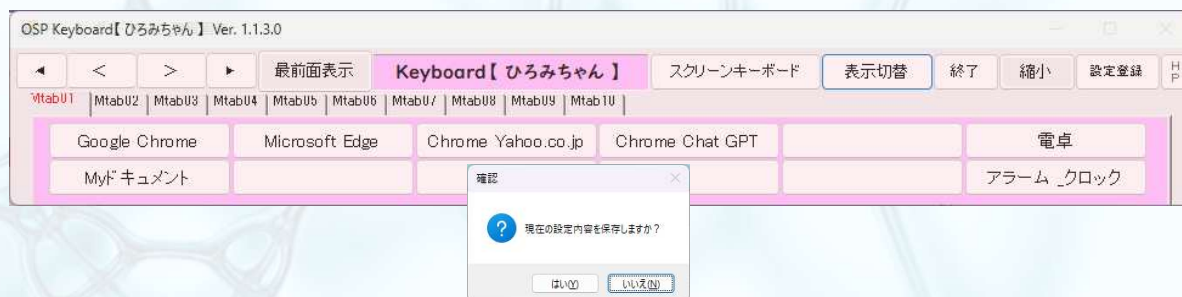 OSP Keyboard【 ひろみちゃん 】 Ver. 1.1.3.0
◄ < > ► 最前面表示 Keyboard【 ひろみちゃん 】 スクリーンキーボード 表示切替 終了 縮小 設定登録 HP
Mtab01 Mtab02 Mtab03 Mtab04 Mtab05 Mtab06 Mtab07 Mtab08 Mtab09 Mtab10
Google Chrome Microsoft Edge Chrome Yahoo.co.jp Chrome Chat GPT 電卓
Myドキュメント アラーム_クロック
確認
現在の設定内容を保存しますか？
はい(Y) いいえ(N)